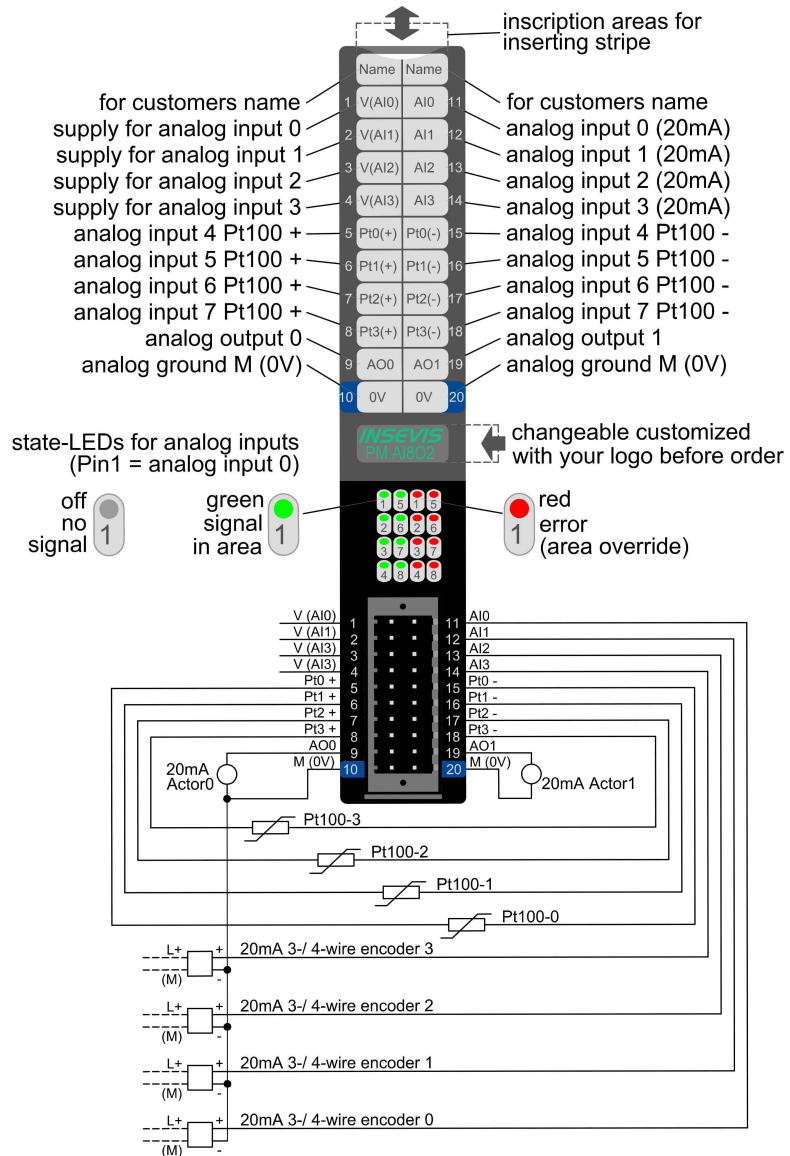 inscription areas for
inserting stripe
Name Name
for customers name
for customers name
1 V(AI0) AI0 11
supply for analog input 0
analog input 0 (20mA)
2 V(AI1) AI1 12
supply for analog input 1
analog input 1 (20mA)
3 V(AI2) AI2 13
supply for analog input 2
analog input 2 (20mA)
4 V(AI3) AI3 14
supply for analog input 3
analog input 3 (20mA)
5 Pt0(+) Pt0(-) 15
analog input 4 Pt100 +
analog input 4 Pt100 -
6 Pt1(+) Pt1(-) 16
analog input 5 Pt100 +
analog input 5 Pt100 -
7 Pt2(+) Pt2(-) 17
analog input 6 Pt100 +
analog input 6 Pt100 -
8 Pt3(+) Pt3(-) 18
analog input 7 Pt100 +
analog input 7 Pt100 -
9 AO0 AO1 19
analog output 0
analog output 1
10 0V 0V 20
analog ground M (0V)
analog ground M (0V)
INSEVIS
PM AI8O2
changeable customized
with your logo before order
state-LEDs for analog inputs
(Pin1 = analog input 0)
off
no
signal
1
green
signal
in area
1
1 5 1 5
2 6 2 6
3 7 3 7
4 8 4 8
1
red
error
(area override)
V (AI0) 1 11 AI0
V (AI1) 2 12 AI1
V (AI3) 3 13 AI2
V (AI3) 4 14 AI3
Pt0 + 5 15 Pt0 -
Pt1 + 6 16 Pt1 -
Pt2 + 7 17 Pt2 -
Pt3 + 8 18 Pt3 -
AO0 9 19 AO1
M (0V) 10 20 M (0V)
20mA
Actor0
20mA Actor1
Pt100-3
Pt100-2
Pt100-1
Pt100-0
L+ + 20mA 3-/ 4-wire encoder 3
(M) -
L+ + 20mA 3-/ 4-wire encoder 2
(M) -
L+ + 20mA 3-/ 4-wire encoder 1
(M) -
L+ + 20mA 3-/ 4-wire encoder 0
(M) -